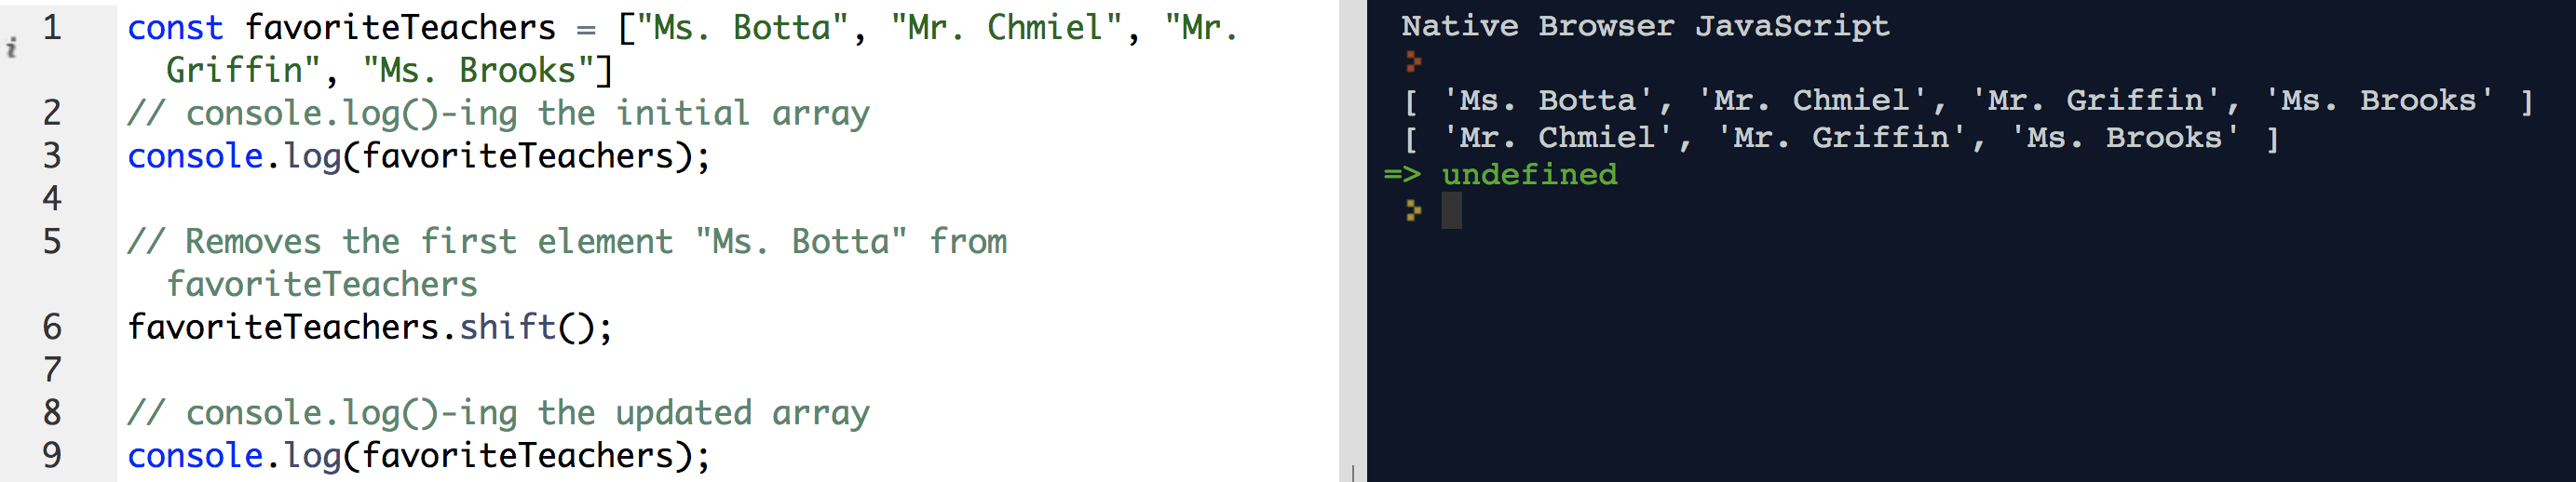 1 const favoriteTeachers = ["Ms. Botta", "Mr. Chmiel", "Mr.
i
Griffin", "Ms. Brooks"]
2 // console.log()-ing the initial array
3 console.log(favoriteTeachers);
4
5 // Removes the first element "Ms. Botta" from
favoriteTeachers
6 favoriteTeachers.shift();
7
8 // console.log()-ing the updated array
9 console.log(favoriteTeachers);
Native Browser JavaScript
[ 'Ms. Botta', 'Mr. Chmiel', 'Mr. Griffin', 'Ms. Brooks' ]
[ 'Mr. Chmiel', 'Mr. Griffin', 'Ms. Brooks' ]
=> undefined